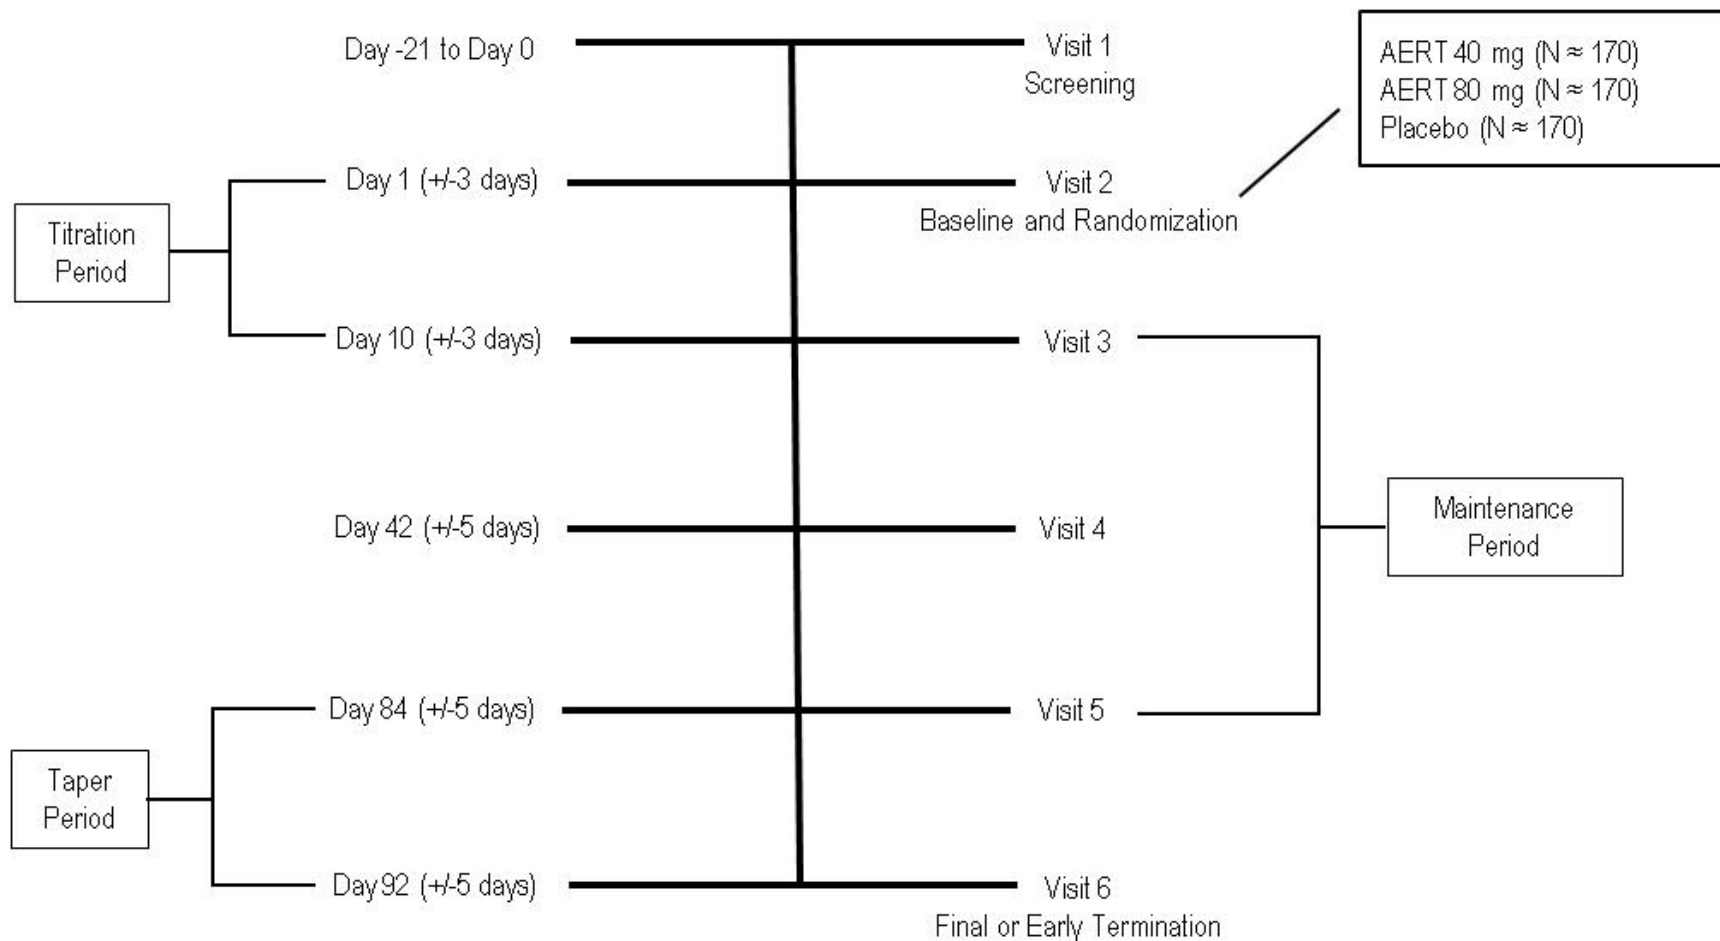 Day -21 to Day 0
Visit 1
Screening
AERT 40 mg (N ≈ 170)
AERT 80 mg (N ≈ 170)
Placebo (N ≈ 170)
Day 1 (+/-3 days)
Visit 2
Baseline and Randomization
Titration
Period
Day 10 (+/-3 days)
Visit 3
Day 42 (+/-5 days)
Visit 4
Maintenance
Period
Day 84 (+/-5 days)
Visit 5
Taper
Period
Day 92 (+/-5 days)
Visit 6
Final or Early Termination